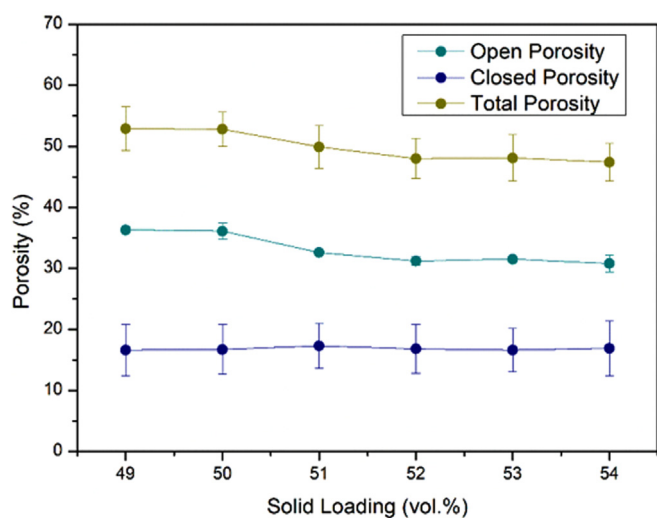 70
60
50
40
30
20
10
0
Porosity (%)
Open Porosity
Closed Porosity
Total Porosity
49 50 51 52 53 54
Solid Loading (vol.%)